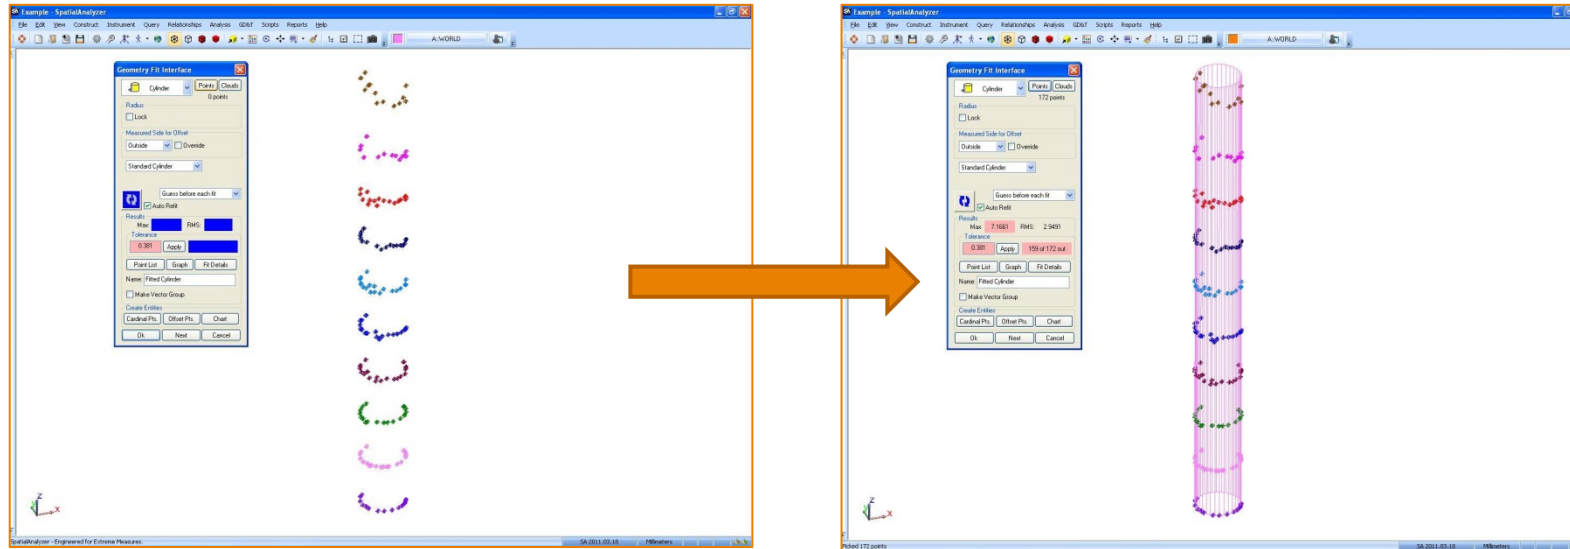 Example - SpatialAnalyzer
File Edit View Construct Instrument Query Relationships Analysis GD&T Scripts Reports Help
A:WORLD
Geometry Fit Interface
Cylinder
Points Clouds
0 points
Radius
Lock
Measured Side for Offset
Outside Override
Standard Cylinder
Guess before each fit
Auto Refit
Results
Max: RMS:
Tolerance
0.381 Apply
Point List Graph Fit Details
Name: Fitted Cylinder
Make Vector Group
Create Entities
Cardinal Pts. Offset Pts. Chart
Ok Next Cancel
Z
X
SpatialAnalyzer - Engineered for Extreme Measures.
SA 2011.03.18 Millimeters
Example - SpatialAnalyzer
File Edit View Construct Instrument Query Relationships Analysis GD&T Scripts Reports Help
A:WORLD
Geometry Fit Interface
Cylinder
Points Clouds
172 points
Radius
Lock
Measured Side for Offset
Outside Override
Standard Cylinder
Guess before each fit
Auto Refit
Results
Max 7.1661 RMS 2.9491
Tolerance
0.381 Apply 159 of 172 out
Point List Graph Fit Details
Name: Fitted Cylinder
Make Vector Group
Create Entities
Cardinal Pts. Offset Pts. Chart
Ok Next Cancel
Z
X
Picked 172 points
SA 2011.03.18 Millimeters